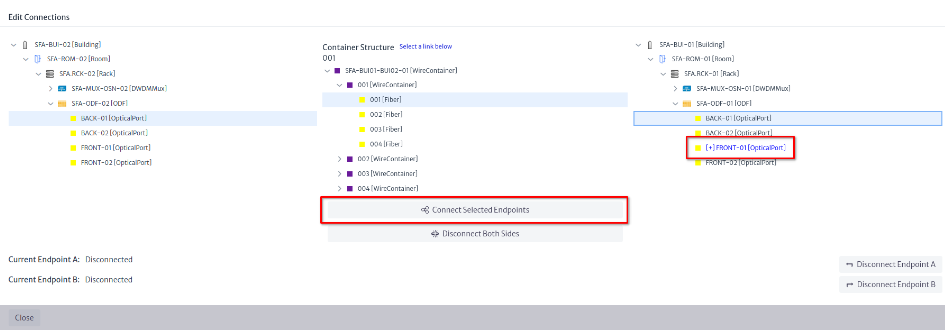 Edit Connections
SFA-BUI-02 [Building]
SFA-ROM-02 [Room]
SFA.RCK-02 [Rack]
SFA-MUX-OSN-02 [DWDMMux]
SFA-ODF-02 [ODF]
BACK-01 [OpticalPort]
BACK-02 [OpticalPort]
FRONT-01 [OpticalPort]
FRONT-02 [OpticalPort]
Container Structure Select a link below
001
SFA-BUI01-BUI02-01 [WireContainer]
001 [WireContainer]
001 [Fiber]
002 [Fiber]
003 [Fiber]
004 [Fiber]
002 [WireContainer]
003 [WireContainer]
004 [WireContainer]
Connect Selected Endpoints
Disconnect Both Sides
SFA-BUI-01 [Building]
SFA-ROM-01 [Room]
SFA.RCK-01 [Rack]
SFA-MUX-OSN-01 [DWDMMux]
SFA-ODF-01 [ODF]
BACK-01 [OpticalPort]
BACK-02 [OpticalPort]
[+] FRONT-01 [OpticalPort]
FRONT-02 [OpticalPort]
Current Endpoint A: Disconnected
Current Endpoint B: Disconnected
Disconnect Endpoint A
Disconnect Endpoint B
Close